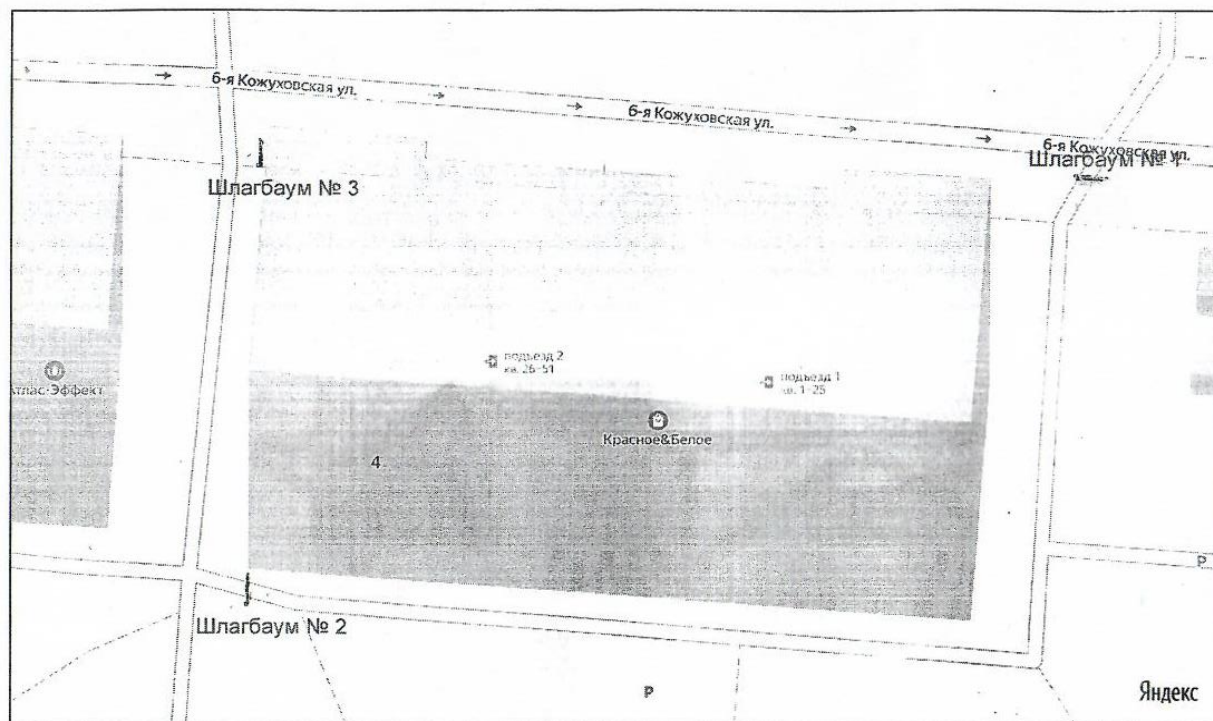 6-я Кожуховская ул.
6-я Кожуховская ул.
6-я Кожуховская ул.
Шлагбаум № 1
Шлагбаум № 3
подъезд 2
кв. 26-51
подъезд 1
кв. 1-25
тлас-Эффект
Красное&Белое
4
Р
Шлагбаум № 2
Р
Яндекс